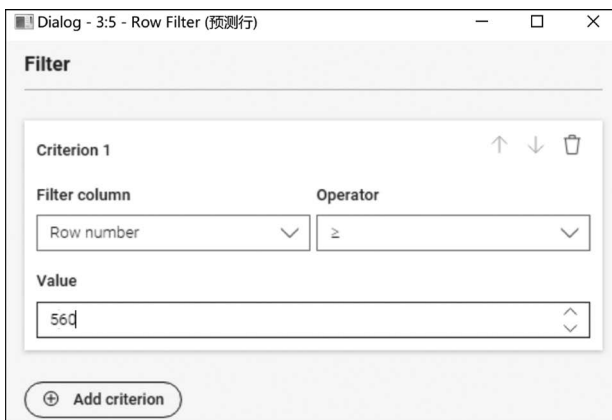 Dialog - 3:5 - Row Filter (预测行)
Filter
Criterion 1
Filter column Operator
Row number ≥
Value
560
Add criterion